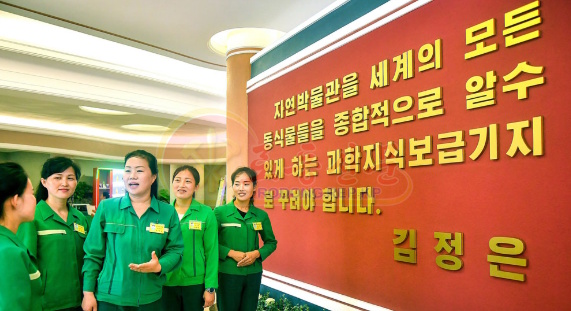 자연박물관을 세계의 모든
동식물들을 종합적으로 알수
있게 하는 과학지식보급기지
로 꾸려야 합니다.
김정은